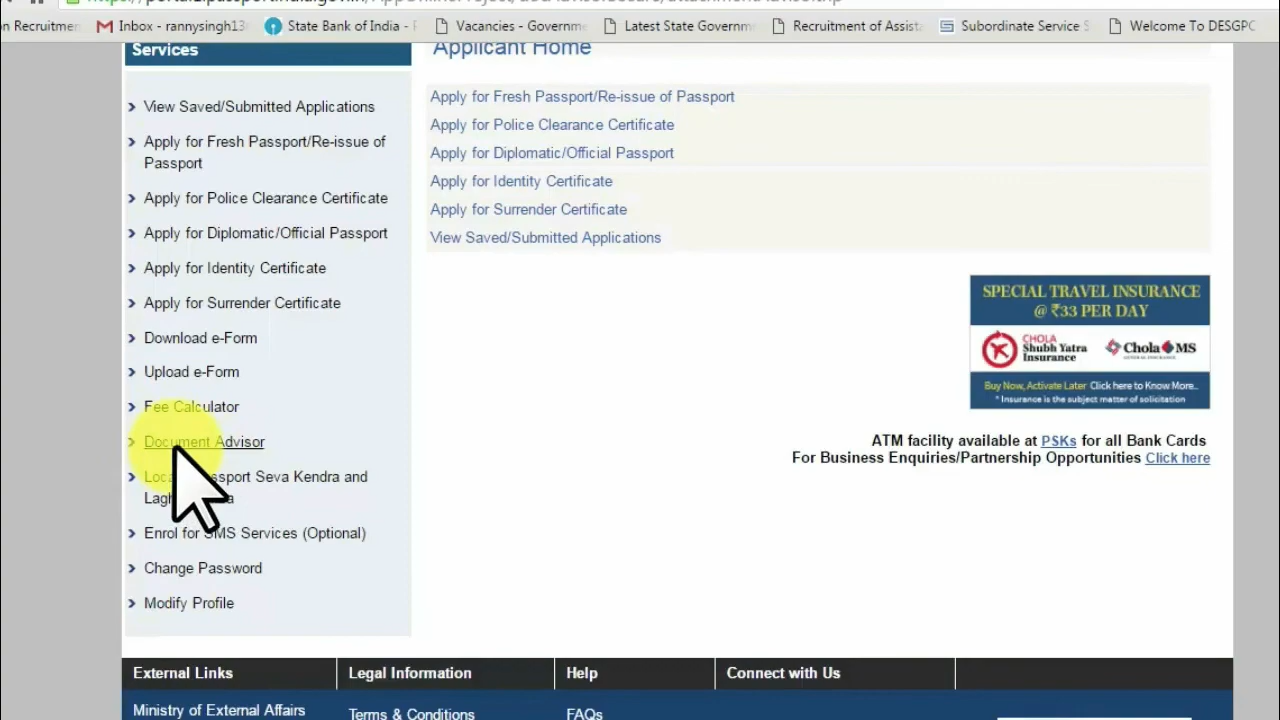 Inbox - rannysingh13
State Bank of India -
Vacancies - Governme
Latest State Governm
Recruitment of Assista
Subordinate Service S
Welcome To DESGPC
Services
View Saved/Submitted Applications
Apply for Fresh Passport/Re-issue of
Passport
Apply for Police Clearance Certificate
Apply for Diplomatic/Official Passport
Apply for Identity Certificate
Apply for Surrender Certificate
Download e-Form
Upload e-Form
Fee Calculator
Document Advisor
Seva Kendra and
Enrol for SMS Services (Optional)
Change Password
Modify Profile
Applicant Home
Apply for Fresh Passport/Re-issue of Passport
Apply for Police Clearance Certificate
Apply for Diplomatic/Official Passport
Apply for Identity Certificate
Apply for Surrender Certificate
View Saved/Submitted Applications
SPECIAL TRAVEL INSURANCE
@ ₹33 PER DAY
CHOLA
Shubh Yatra
Insurance
Chola MS
GENERAL INSURANCE
Buy Now, Activate Later Click here to Know More..
* Insurance is the subject matter of solicitation
ATM facility available at PSKs for all Bank Cards
For Business Enquiries/Partnership Opportunities Click here
External Links
Legal Information
Help
Connect with Us
Ministry of External Affairs
Terms & Conditions
FAQs